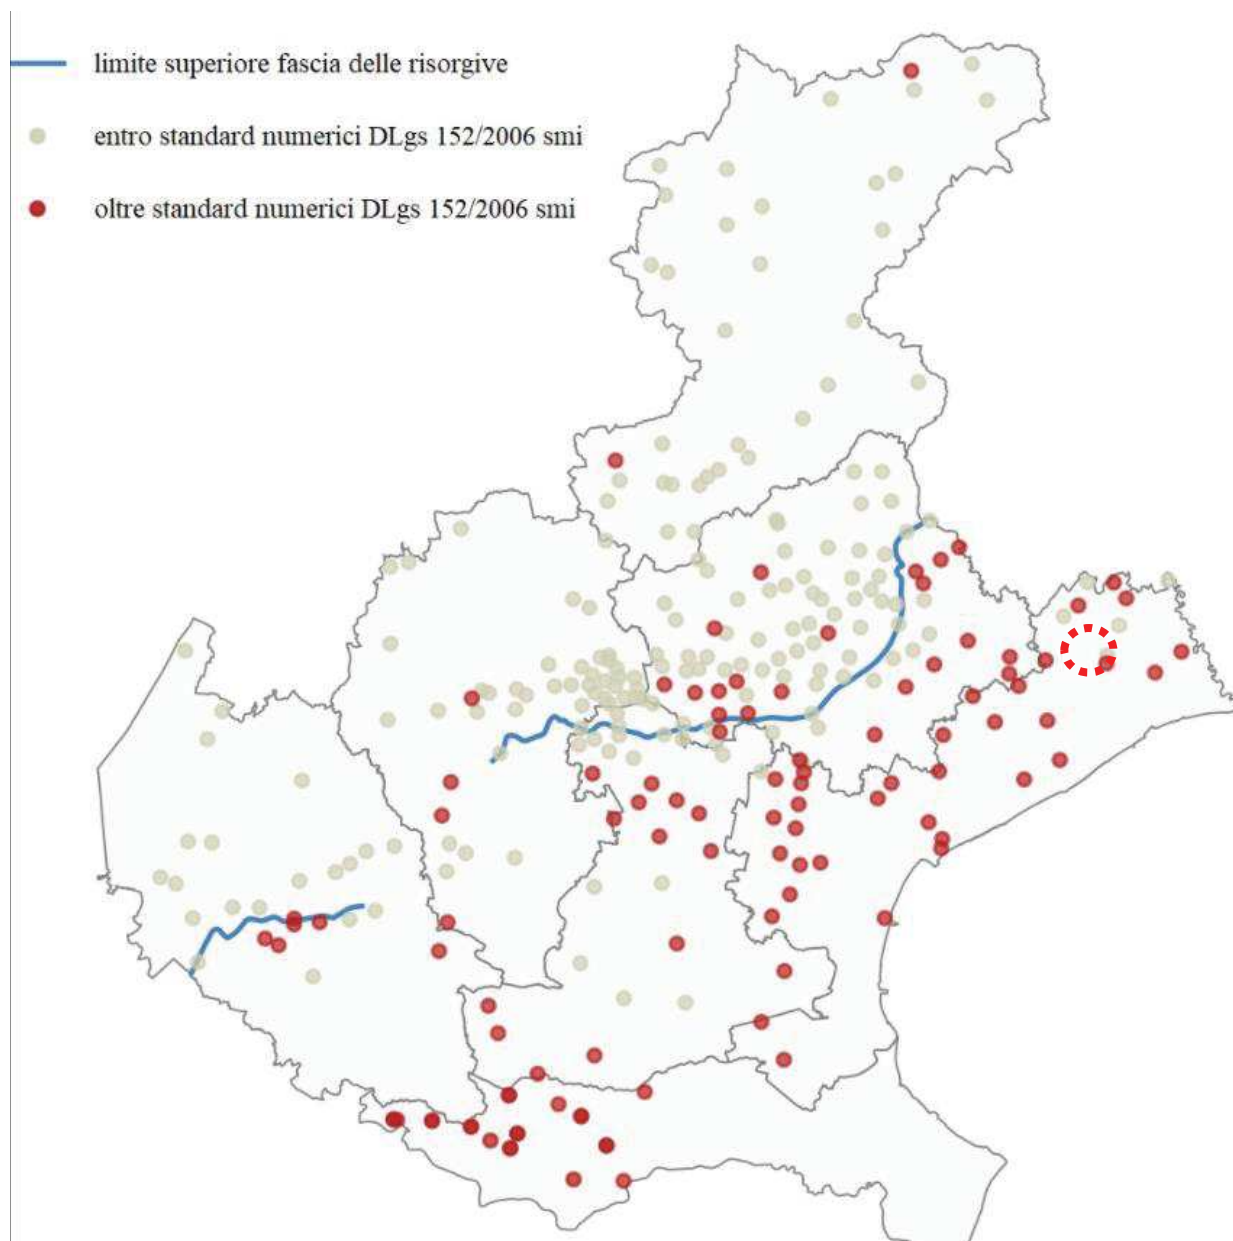 limite superiore fascia delle risorgive
entro standard numerici DLgs 152/2006 smi
oltre standard numerici DLgs 152/2006 smi